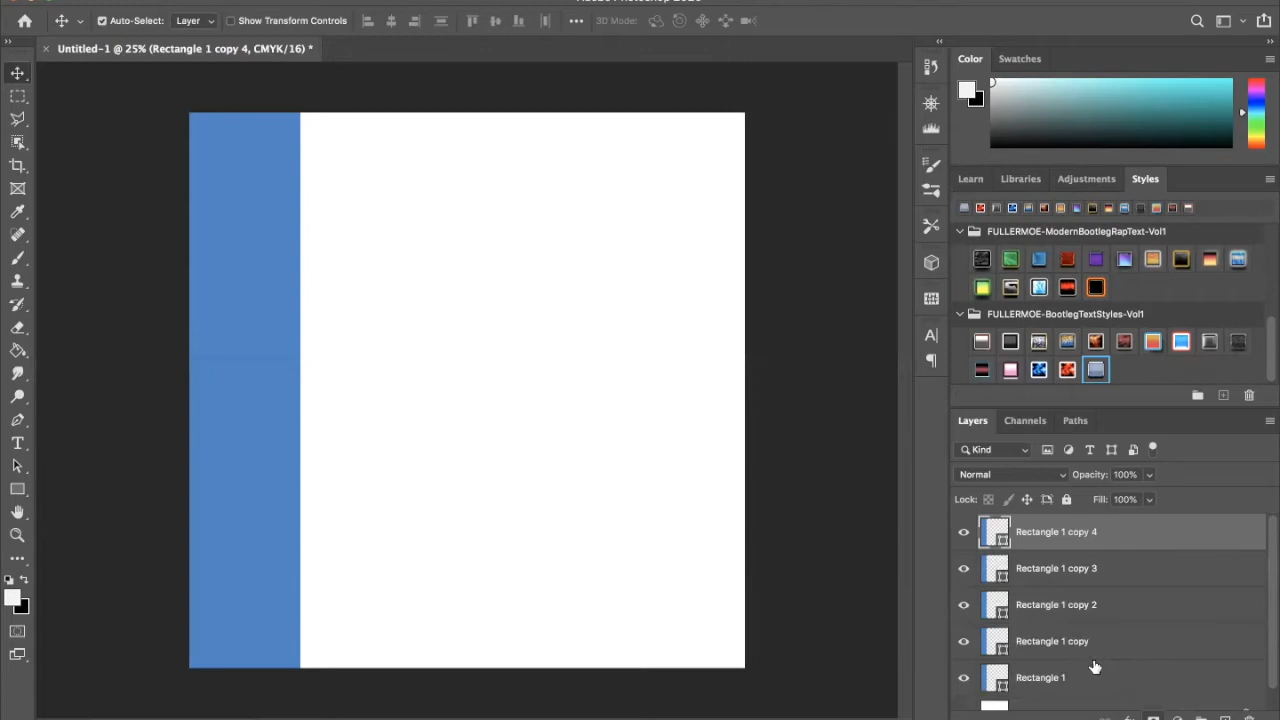 Auto-Select: Layer Show Transform Controls 3D Mode:
Untitled-1 @ 25% (Rectangle 1 copy 4, CMYK/16) *
Color Swatches
Learn Libraries Adjustments Styles
FULLERMOE-ModernBootlegRapText-Vol1
FULLERMOE-BootlegTextStyles-Vol1
Layers Channels Paths
Kind
Normal Opacity: 100%
Lock: Fill: 100%
Rectangle 1 copy 4
Rectangle 1 copy 3
Rectangle 1 copy 2
Rectangle 1 copy
Rectangle 1